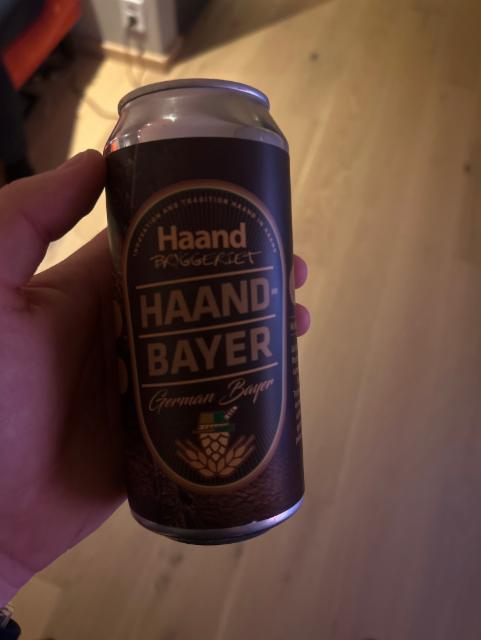 INNOVATION AND TRADITION HAAND IN HAAND
Haand
BRYGGERIET
HAAND-
BAYER
German Bayer